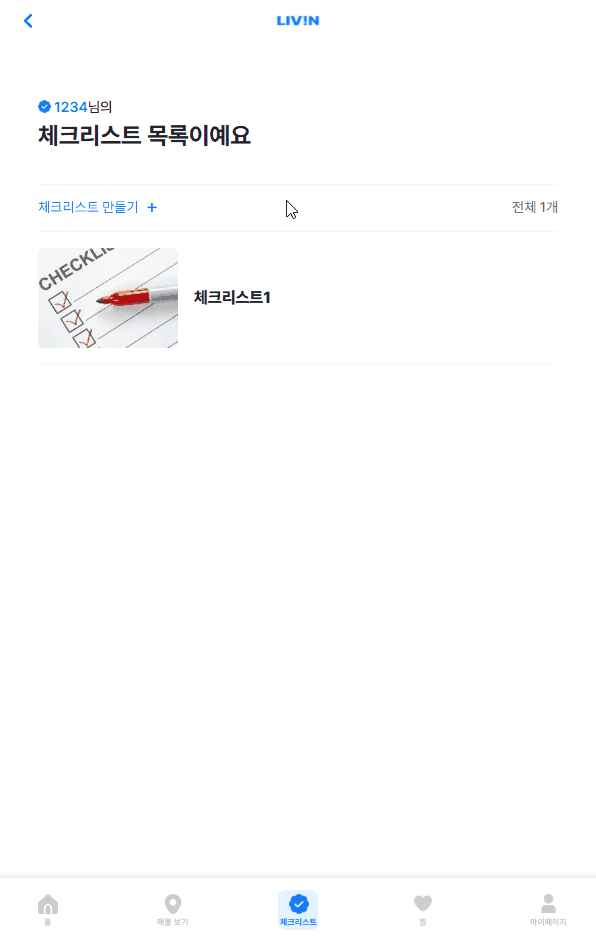 LIV!N
1234님의
체크리스트 목록이예요
체크리스트 만들기 +
전체 1개
CHECKLIS
체크리스트1
홈
매물 보기
체크리스트
찜
마이페이지